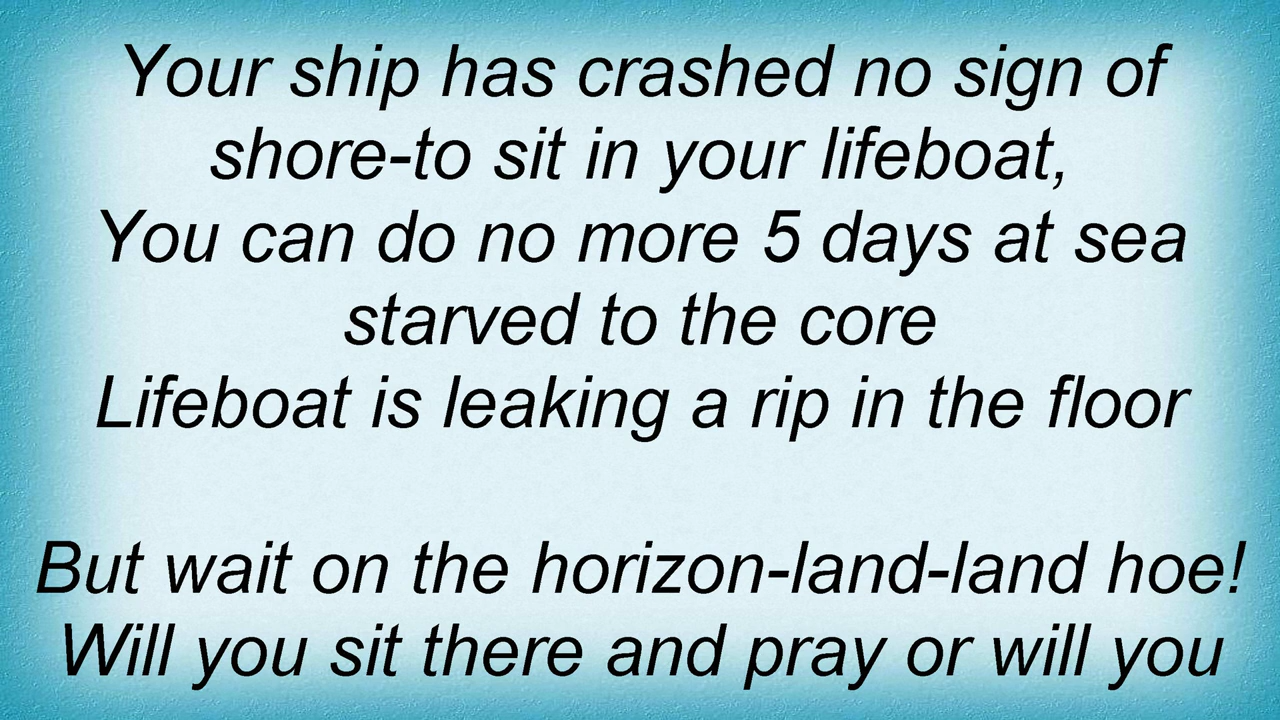 Your ship has crashed no sign of
shore-to sit in your lifeboat,
You can do no more 5 days at sea
starved to the core
Lifeboat is leaking a rip in the floor
But wait on the horizon-land-land hoe!
Will you sit there and pray or will you